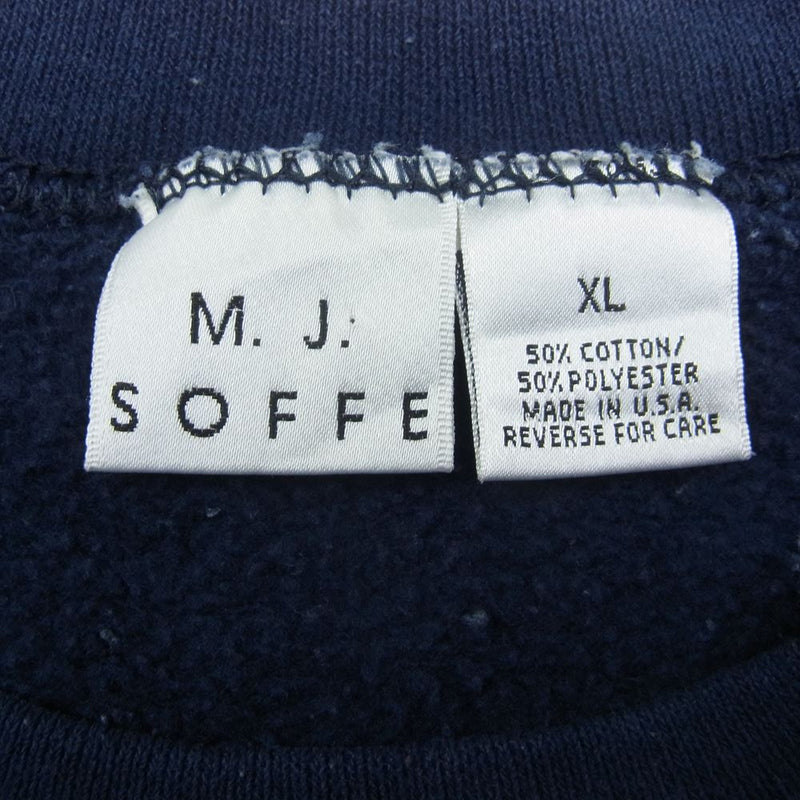 M. J.
SOFFE
XL
50% COTTON/
50% POLYESTER
MADE IN U.S.A.
REVERSE FOR CARE